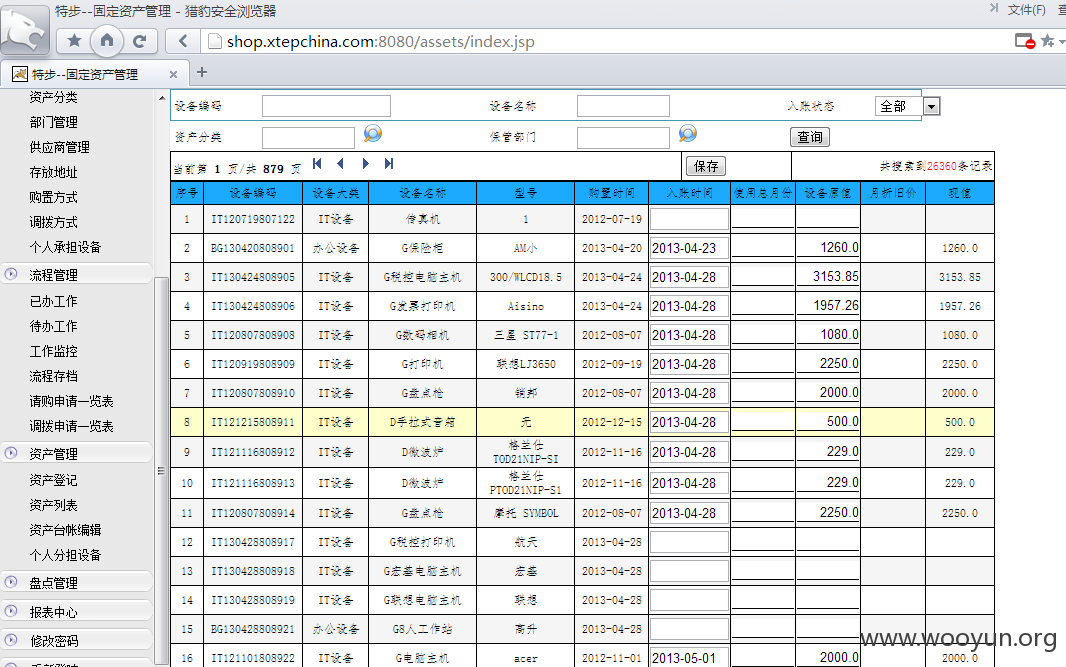 特步--固定资产管理 - 猎豹安全浏览器
文件(F) 查
shop.xtepchina.com:8080/assets/index.jsp
特步--固定资产管理
资产分类
部门管理
供应商管理
存放地址
购置方式
调拨方式
个人承担设备
流程管理
已办工作
待办工作
工作监控
流程存档
请购申请一览表
调拨申请一览表
资产管理
资产登记
资产列表
资产台帐编辑
个人分担设备
盘点管理
报表中心
修改密码
设备编码 设备名称 入账状态 全部
资产分类 保管部门 查询
当前第 1 页/共 879 页 保存 共搜索到26360条记录
序号 设备编码 设备大类 设备名称 型号 购置时间 入账时间 使用总月份 设备原值 月折旧价 现值
1 IT120719807122 IT设备 传真机 1 2012-07-19
2 BG130420808901 办公设备 G保险柜 AM小 2013-04-20 2013-04-23 1260.0 1260.0
3 IT130424808905 IT设备 G税控电脑主机 300/WLCD18.5 2013-04-24 2013-04-28 3153.85 3153.85
4 IT130424808906 IT设备 G发票打印机 Aisino 2013-04-24 2013-04-28 1957.26 1957.26
5 IT120807808908 IT设备 G数码相机 三星 ST77-1 2012-08-07 2013-04-28 1080.0 1080.0
6 IT120919808909 IT设备 G打印机 联想LJ3650 2012-09-19 2013-04-28 2250.0 2250.0
7 IT120807808910 IT设备 G盘点枪 销邦 2012-08-07 2013-04-28 2000.0 2000.0
8 IT121215808911 IT设备 D手拉式音箱 无 2012-12-15 2013-04-28 500.0 500.0
9 IT121116808912 IT设备 D微波炉 格兰仕 TOD21NIP-SI 2012-11-16 2013-04-28 229.0 229.0
10 IT121116808913 IT设备 D微波炉 格兰仕 PTOD21NIP-S1 2012-11-16 2013-04-28 229.0 229.0
11 IT120807808914 IT设备 G盘点枪 摩托 SYMBOL 2012-08-07 2013-04-28 2250.0 2250.0
12 IT130428808917 IT设备 G税控打印机 航天 2013-04-28
13 IT130428808918 IT设备 G宏基电脑主机 宏基 2013-04-28
14 IT130428808919 IT设备 G联想电脑主机 联想 2013-04-28
15 BG130428808921 办公设备 G8人工作站 高升 2013-04-28
16 IT121101808922 IT设备 G电脑主机 acer 2012-11-01 2013-05-01 2000.0 2000.0
www.wooyun.org